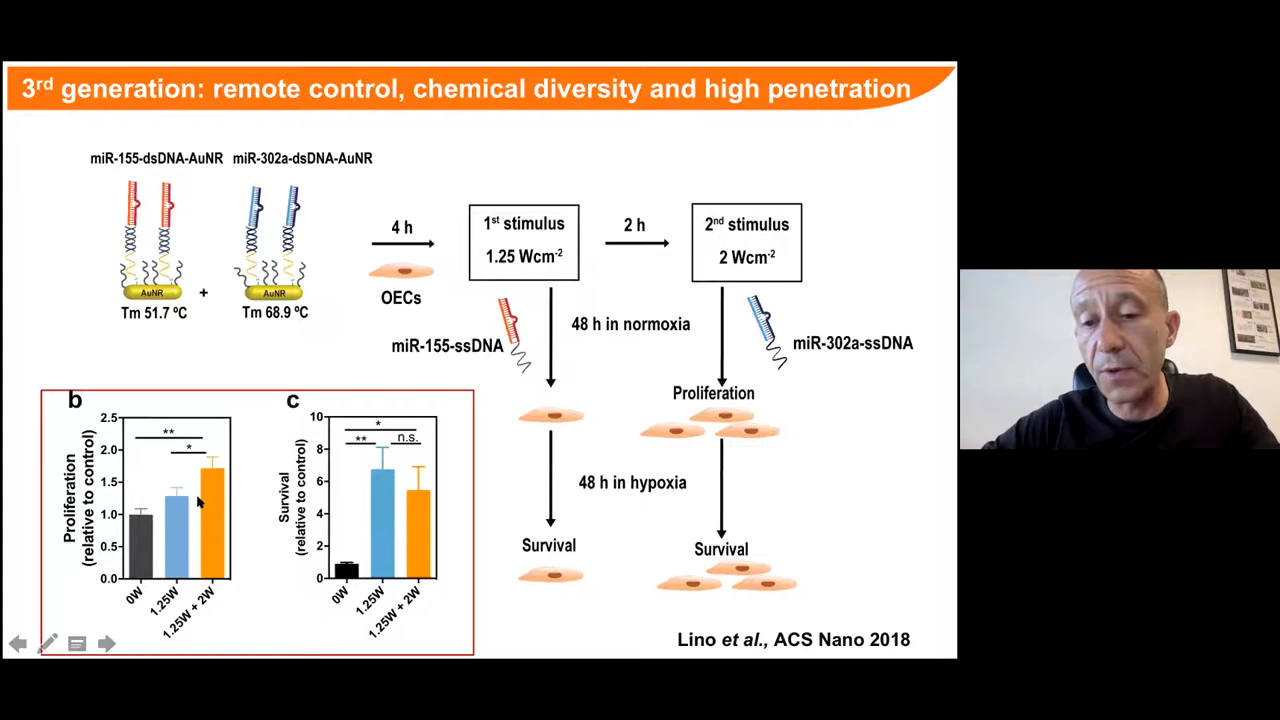 3rd generation: remote control, chemical diversity and high penetration
miR-155-dsDNA-AuNR
miR-302a-dsDNA-AuNR
AuNR
+
AuNR
Tm 51.7 ºC
Tm 68.9 ºC
4 h
OECs
1st stimulus
1.25 Wcm-2
2 h
2nd stimulus
2 Wcm-2
miR-155-ssDNA
48 h in normoxia
miR-302a-ssDNA
Proliferation
48 h in hypoxia
Survival
Survival
b
Proliferation
(relative to control)
2.5
2.0
1.5
1.0
0.5
0.0
**
*
0W
1.25W
1.25W + 2W
c
Survival
(relative to control)
10
8
6
4
2
0
*
**
n.s.
0W
1.25W
1.25W + 2W
Lino et al., ACS Nano 2018